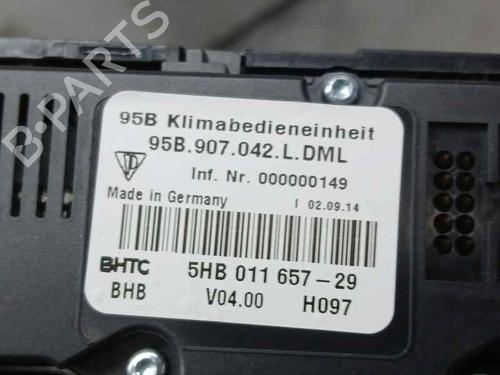 95B Klimabedieneinheit
95B.907.042.L.DML
Inf. Nr. 000000149
Made in Germany I 02.09.14
BHTC 5HB 011 657-29
BHB V04.00 H097
B-PARTS